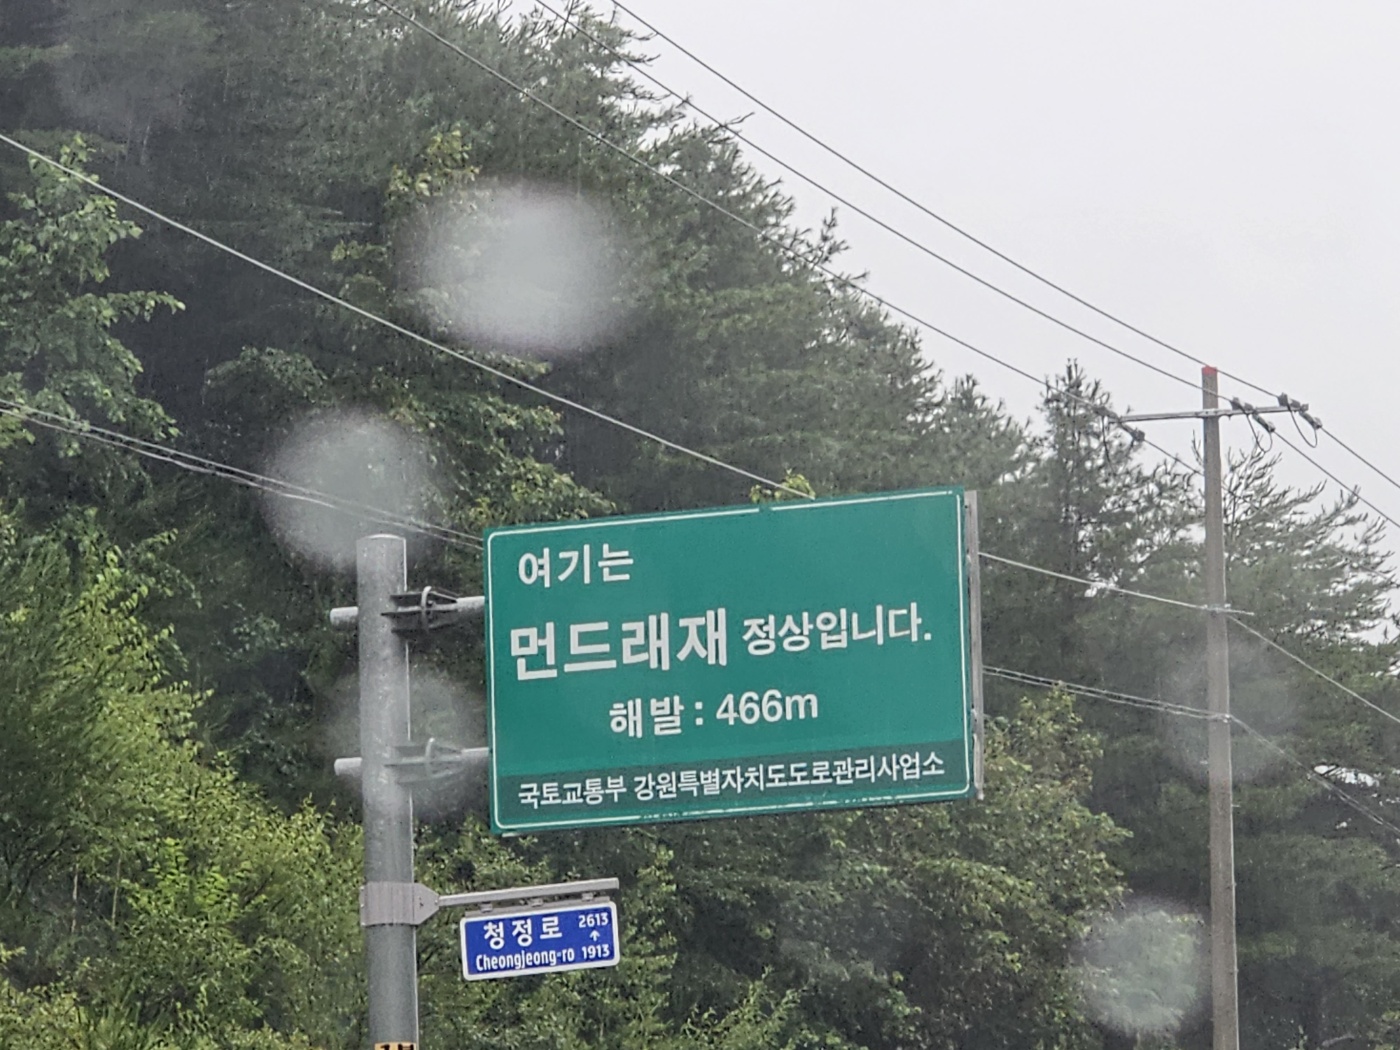 여기는
먼드래재 정상입니다.
해발 : 466m
국토교통부 강원특별자치도도로관리사업소
청정로 2613
↑
Cheongjeong-ro 1913